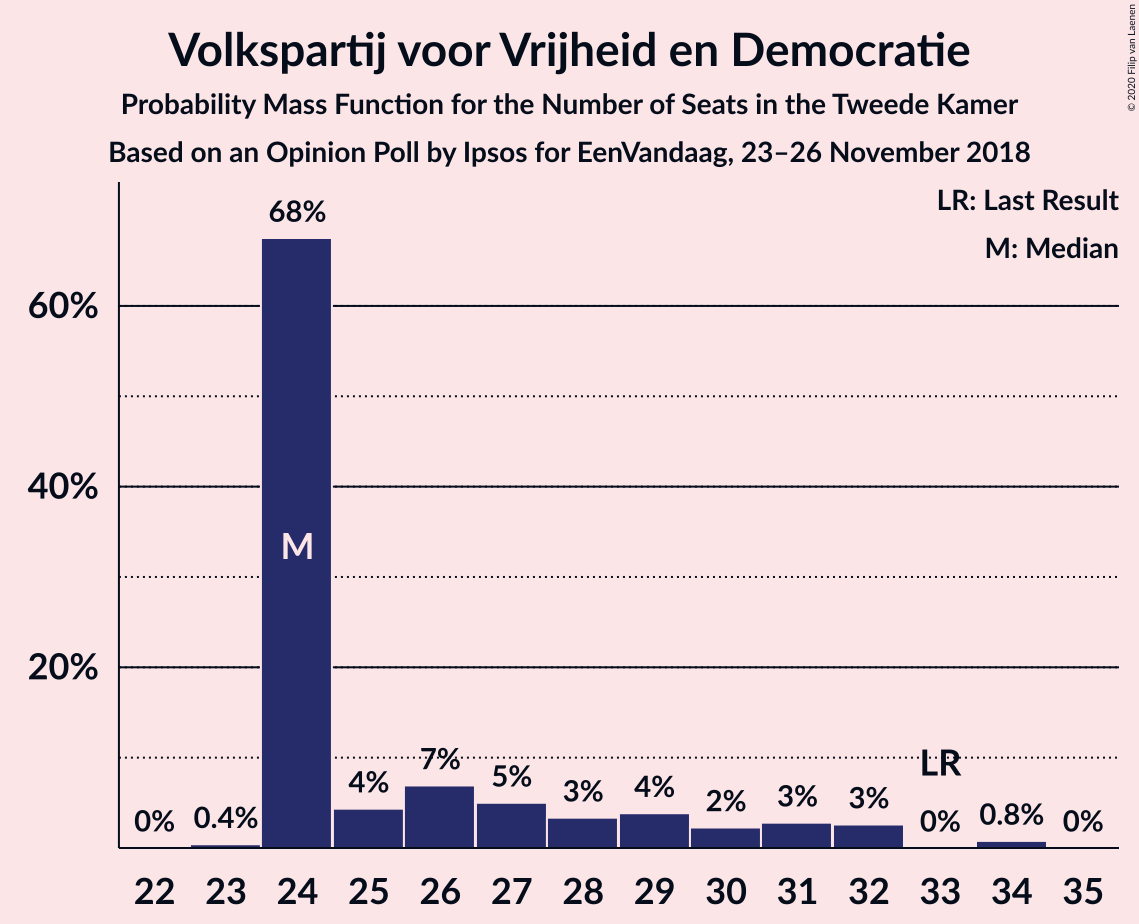 Volkspartij voor Vrijheid en Democratie
Probability Mass Function for the Number of Seats in the Tweede Kamer
Based on an Opinion Poll by Ipsos for EenVandaag, 23–26 November 2018
© 2020 Filip van Laenen
LR: Last Result
M: Median
68%
60%
40%
M
20%
0%
0.4%
4%
7%
5%
3%
4%
2%
3%
3%
LR
0%
0.8%
0%
22 23 24 25 26 27 28 29 30 31 32 33 34 35